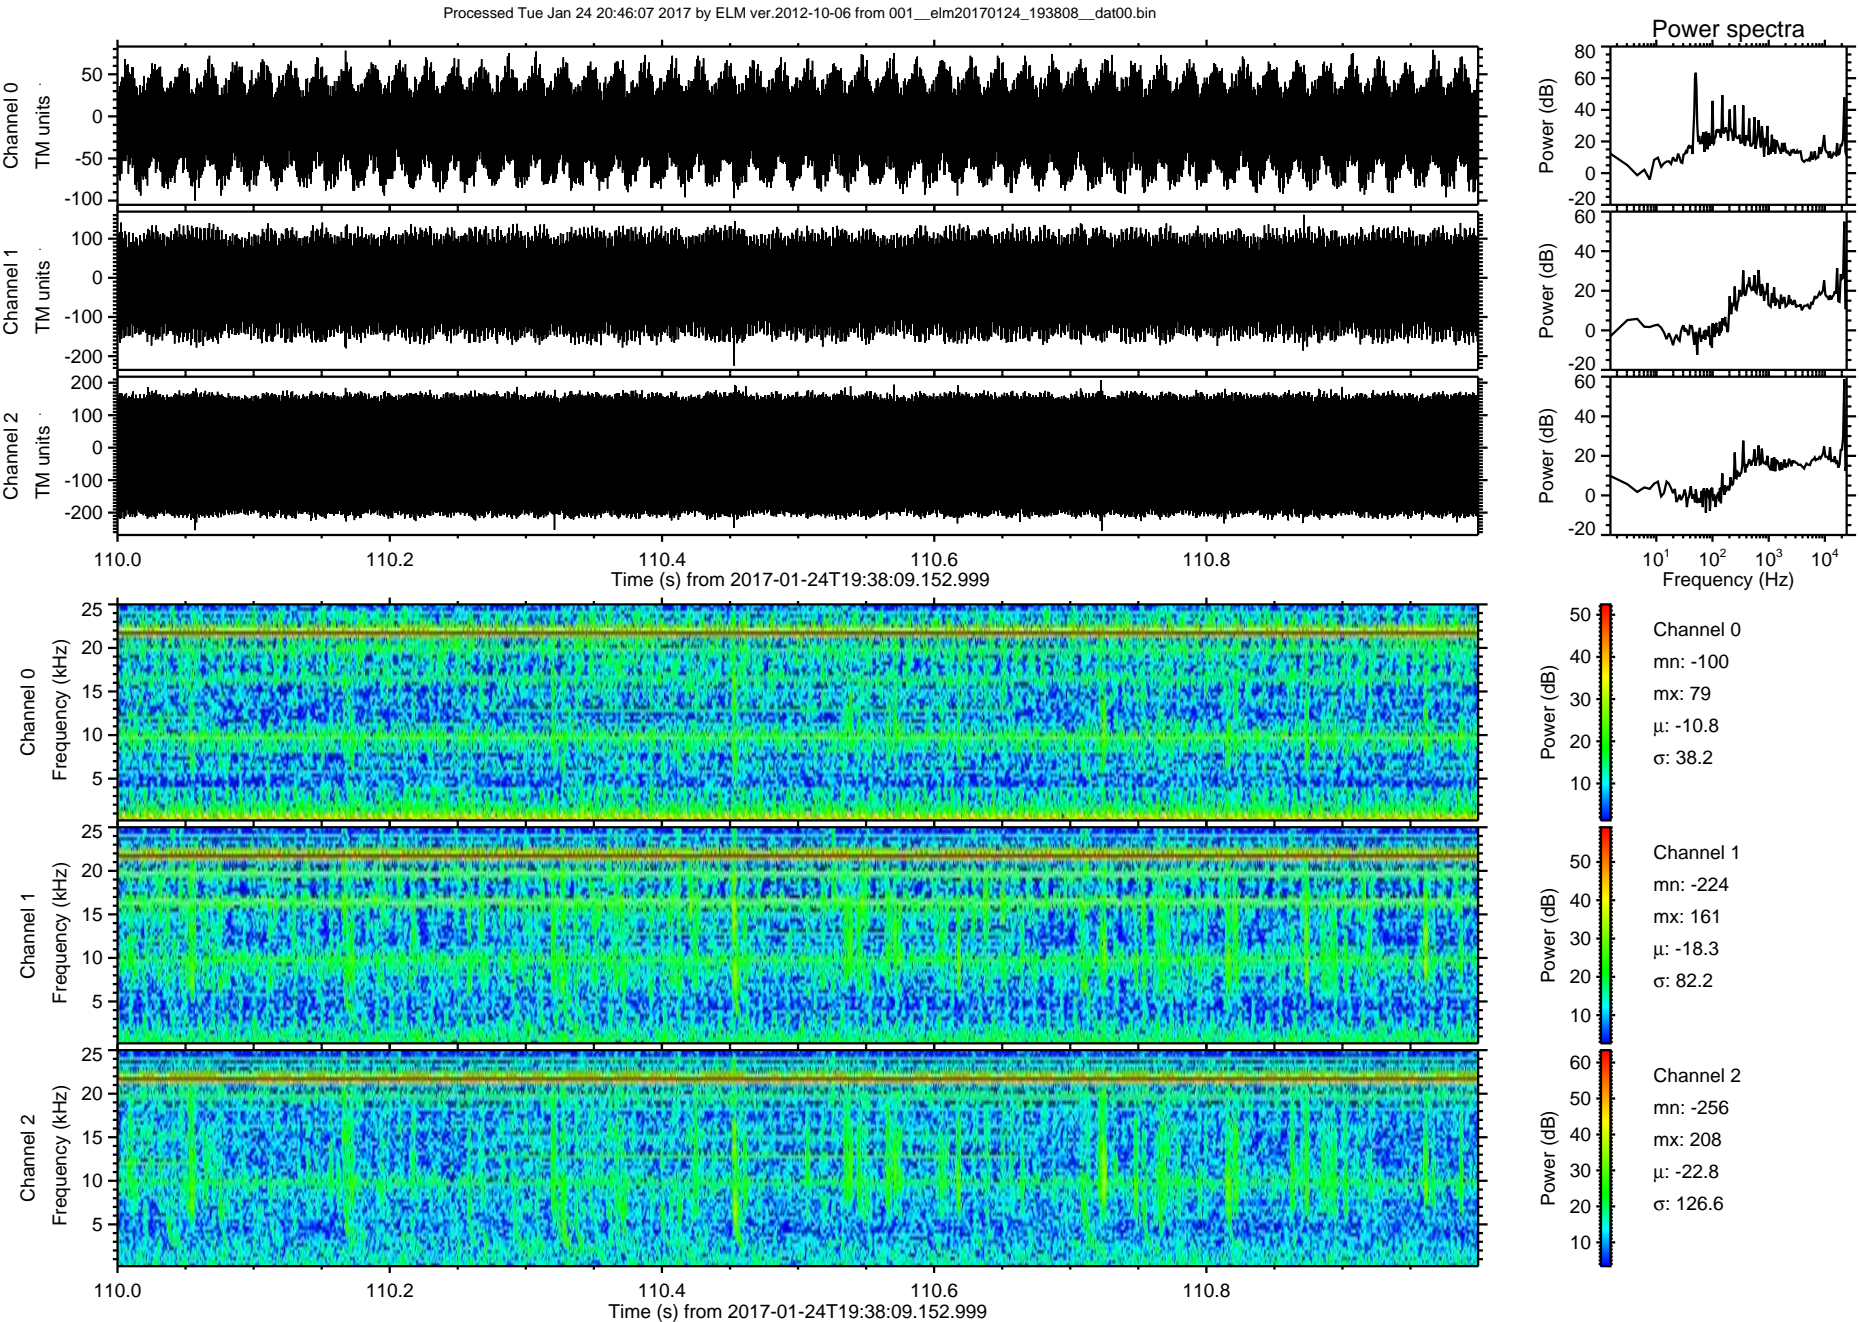 Processed Tue Jan 24 20:46:07 2017 by ELM ver.2012-10-06 from 001__elm20170124_193808__dat00.bin
Power spectra
Channel 0
TM units
50
0
-50
-100
Power (dB)
80
60
40
20
0
-20
Channel 1
TM units
100
0
-100
-200
Power (dB)
60
40
20
0
-20
Channel 2
TM units
200
100
0
-100
-200
Power (dB)
60
40
20
0
-20
110.0 110.2 110.4 110.6 110.8
Time (s) from 2017-01-24T19:38:09.152.999
10¹ 10² 10³ 10⁴
Frequency (Hz)
Channel 0
Frequency (kHz)
25
20
15
10
5
Power (dB)
50
40
30
20
10
Channel 0
mn: -100
mx: 79
μ: -10.8
σ: 38.2
Channel 1
Frequency (kHz)
25
20
15
10
5
Power (dB)
50
40
30
20
10
Channel 1
mn: -224
mx: 161
μ: -18.3
σ: 82.2
Channel 2
Frequency (kHz)
25
20
15
10
5
Power (dB)
60
50
40
30
20
10
Channel 2
mn: -256
mx: 208
μ: -22.8
σ: 126.6
110.0 110.2 110.4 110.6 110.8
Time (s) from 2017-01-24T19:38:09.152.999